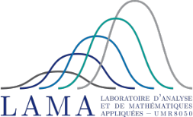 LAMA
LABORATOIRE D'ANALYSE
ET DE MATHÉMATIQUES
APPLIQUÉES – UMR8050